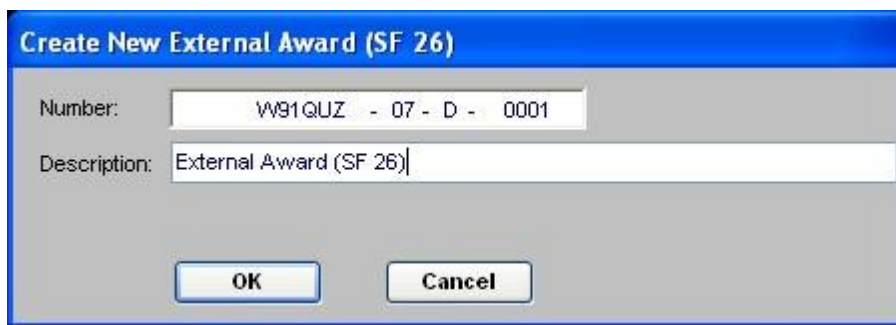 Create New External Award (SF 26)
Number: W91QUZ - 07 - D - 0001
Description: External Award (SF 26)
OK Cancel